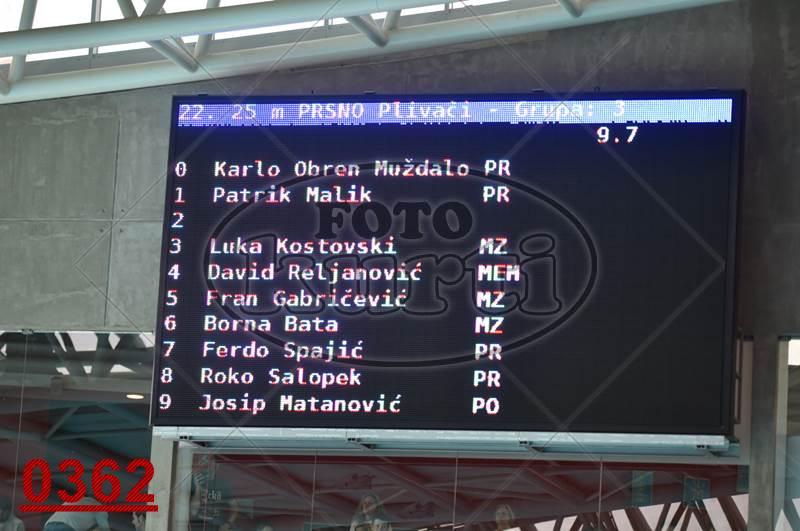 22. 25 m PRSNO Plivači - Grupa: 3
9.7
0 Karlo Obren Muždalo PR
1 Patrik Malik PR
2
3 Luka Kostovski MZ
4 David Reljanović MEM
5 Fran Gabričević MZ
6 Borna Bata MZ
7 Ferdo Spajić PR
8 Roko Salopek PR
9 Josip Matanović PO
FOTO
kurti
0362